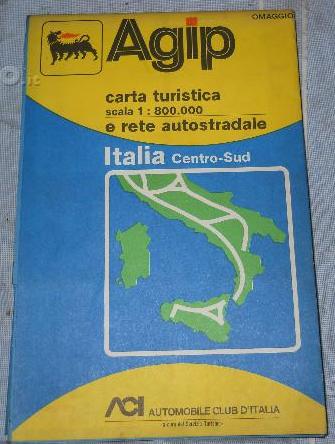 OMAGGIO
Agip
carta turistica
scala 1 : 800.000
e rete autostradale
Italia Centro-Sud
ACI AUTOMOBILE CLUB D'ITALIA